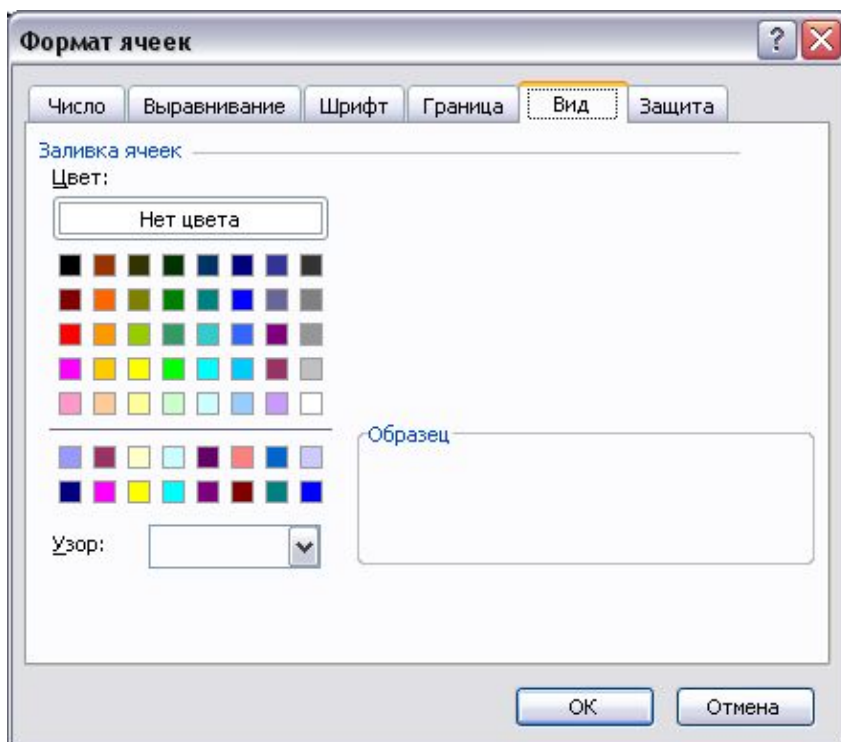 Формат ячеек
Число Выравнивание Шрифт Граница Вид Защита
Заливка ячеек
Цвет:
Нет цвета
Образец
Узор:
ОК Отмена